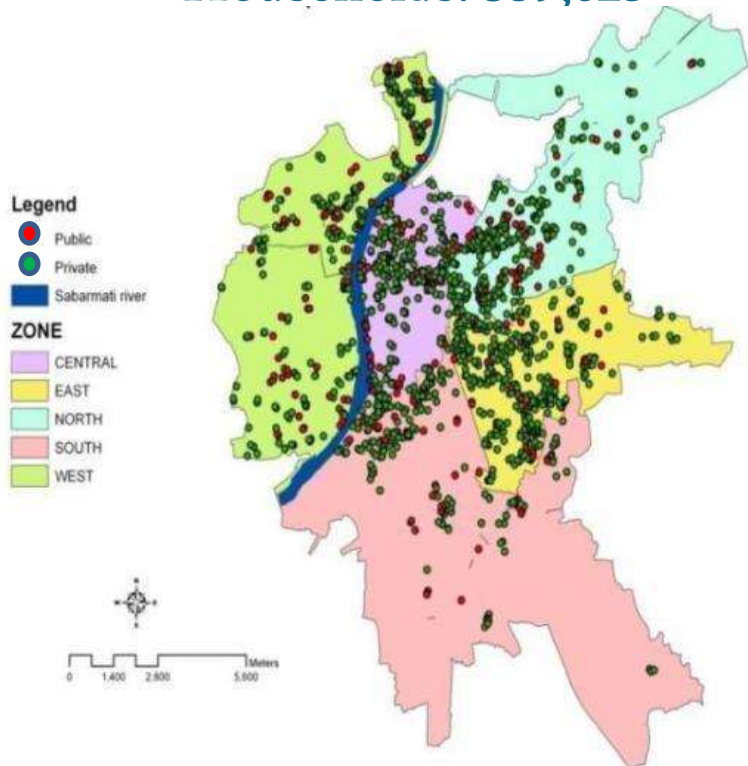 Legend
Public
Private
Sabarmati river
ZONE
CENTRAL
EAST
NORTH
SOUTH
WEST
N
W
E
S
Meters
0
1,400
2,800
5,600